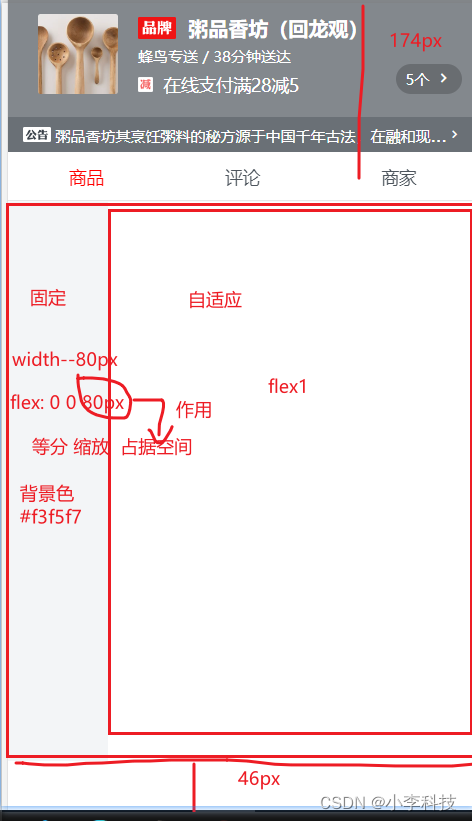 品牌 粥品香坊（回龙观）
174px
蜂鸟专送 / 38分钟送达
减 在线支付满28减5
5个 >
公告 粥品香坊其烹饪粥料的秘方源于中国千年古法，在融和现... >
商品 评论 商家
固定
自适应
width--80px
flex1
flex: 0 0 80px
作用
等分 缩放 占据空间
背景色
#f3f5f7
46px
CSDN @小李科技